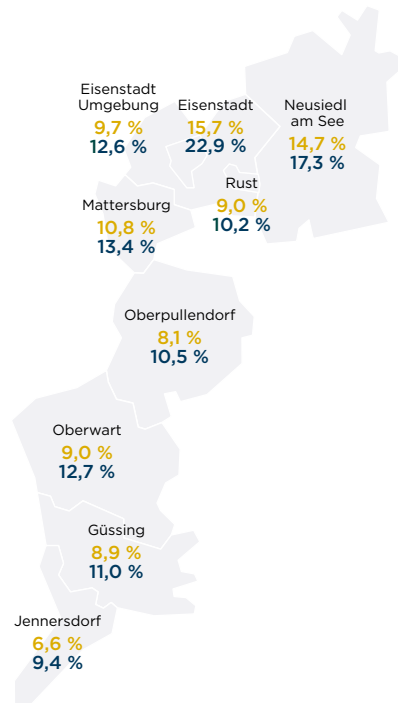 Eisenstadt
Umgebung
9,7 %
12,6 %
Eisenstadt
15,7 %
22,9 %
Neusiedl
am See
14,7 %
17,3 %
Rust
9,0 %
10,2 %
Mattersburg
10,8 %
13,4 %
Oberpullendorf
8,1 %
10,5 %
Oberwart
9,0 %
12,7 %
Güssing
8,9 %
11,0 %
Jennersdorf
6,6 %
9,4 %